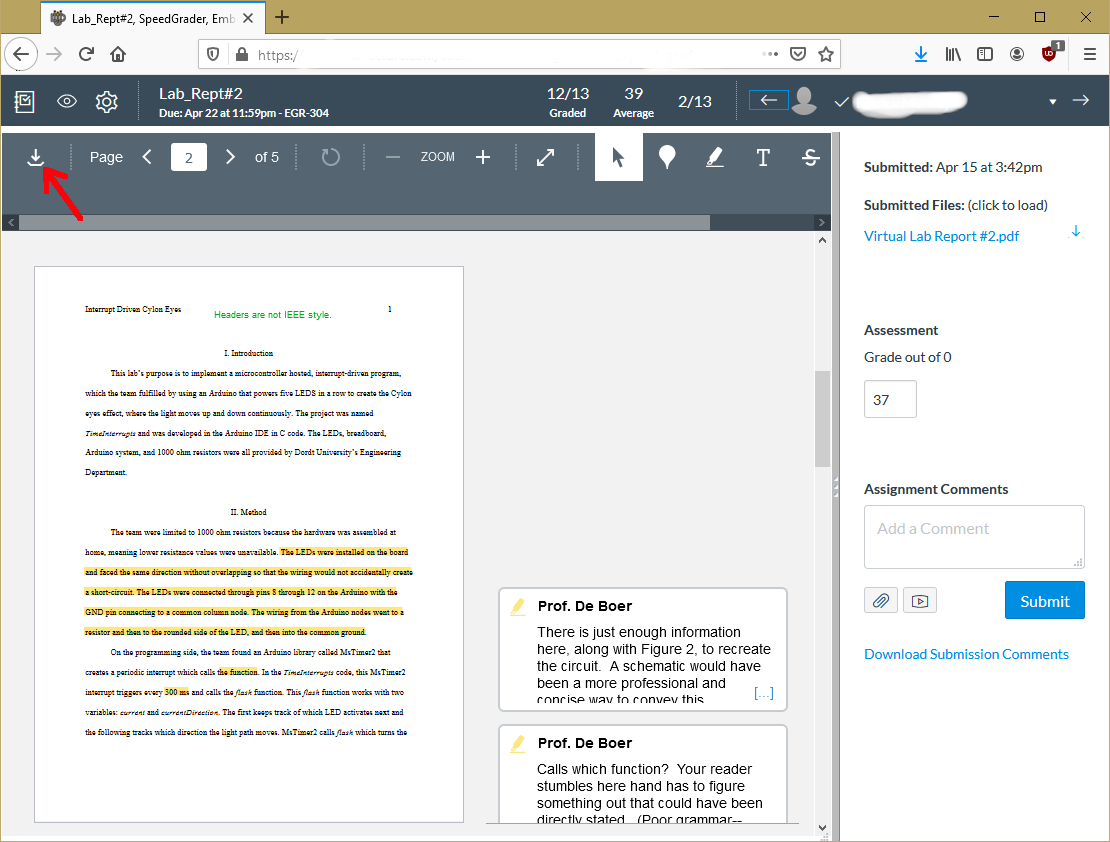 Lab_Rept#2, SpeedGrader, Emb
https:/
1
Lab_Rept#2
Due: Apr 22 at 11:59pm - EGR-304
12/13
Graded
39
Average
2/13
Page 2 of 5
ZOOM
T
S
Submitted: Apr 15 at 3:42pm
Submitted Files: (click to load)
Virtual Lab Report #2.pdf
Assessment
Grade out of 0
37
Assignment Comments
Add a Comment
Submit
Download Submission Comments
Interrupt Driven Cylon Eyes
Headers are not IEEE style.
1
I. Introduction
This lab's purpose is to implement a microcontroller hosted, interrupt-driven program,
which the team fulfilled by using an Arduino that powers five LEDS in a row to create the Cylon
eyes effect, where the light moves up and down continuously. The project was named
TimeInterrupts and was developed in the Arduino IDE in C code. The LEDs, breadboard,
Arduino system, and 1000 ohm resistors were all provided by Dordt University's Engineering
Department.
II. Method
The team were limited to 1000 ohm resistors because the hardware was assembled at
home, meaning lower resistance values were unavailable. The LEDs were installed on the board
and faced the same direction without overlapping so that the wiring would not accidentally create
a short-circuit. The LEDs were connected through pins 8 through 12 on the Arduino with the
GND pin connecting to a common column node. The wiring from the Arduino nodes went to a
resistor and then to the rounded side of the LED, and then into the common ground.
On the programming side, the team found an Arduino library called MsTimer2 that
creates a periodic interrupt which calls the function. In the TimeInterrupts code, this MsTimer2
interrupt triggers every 300 ms and calls the flash function. This flash function works with two
variables: current and currentDirection. The first keeps track of which LED activates next and
the following tracks which direction the light path moves. MsTimer2 calls flash which turns the
Prof. De Boer
There is just enough information
here, along with Figure 2, to recreate
the circuit. A schematic would have
been a more professional and
concise way to convey this
[...]
Prof. De Boer
Calls which function? Your reader
stumbles here hand has to figure
something out that could have been
directly stated. (Poor grammar--